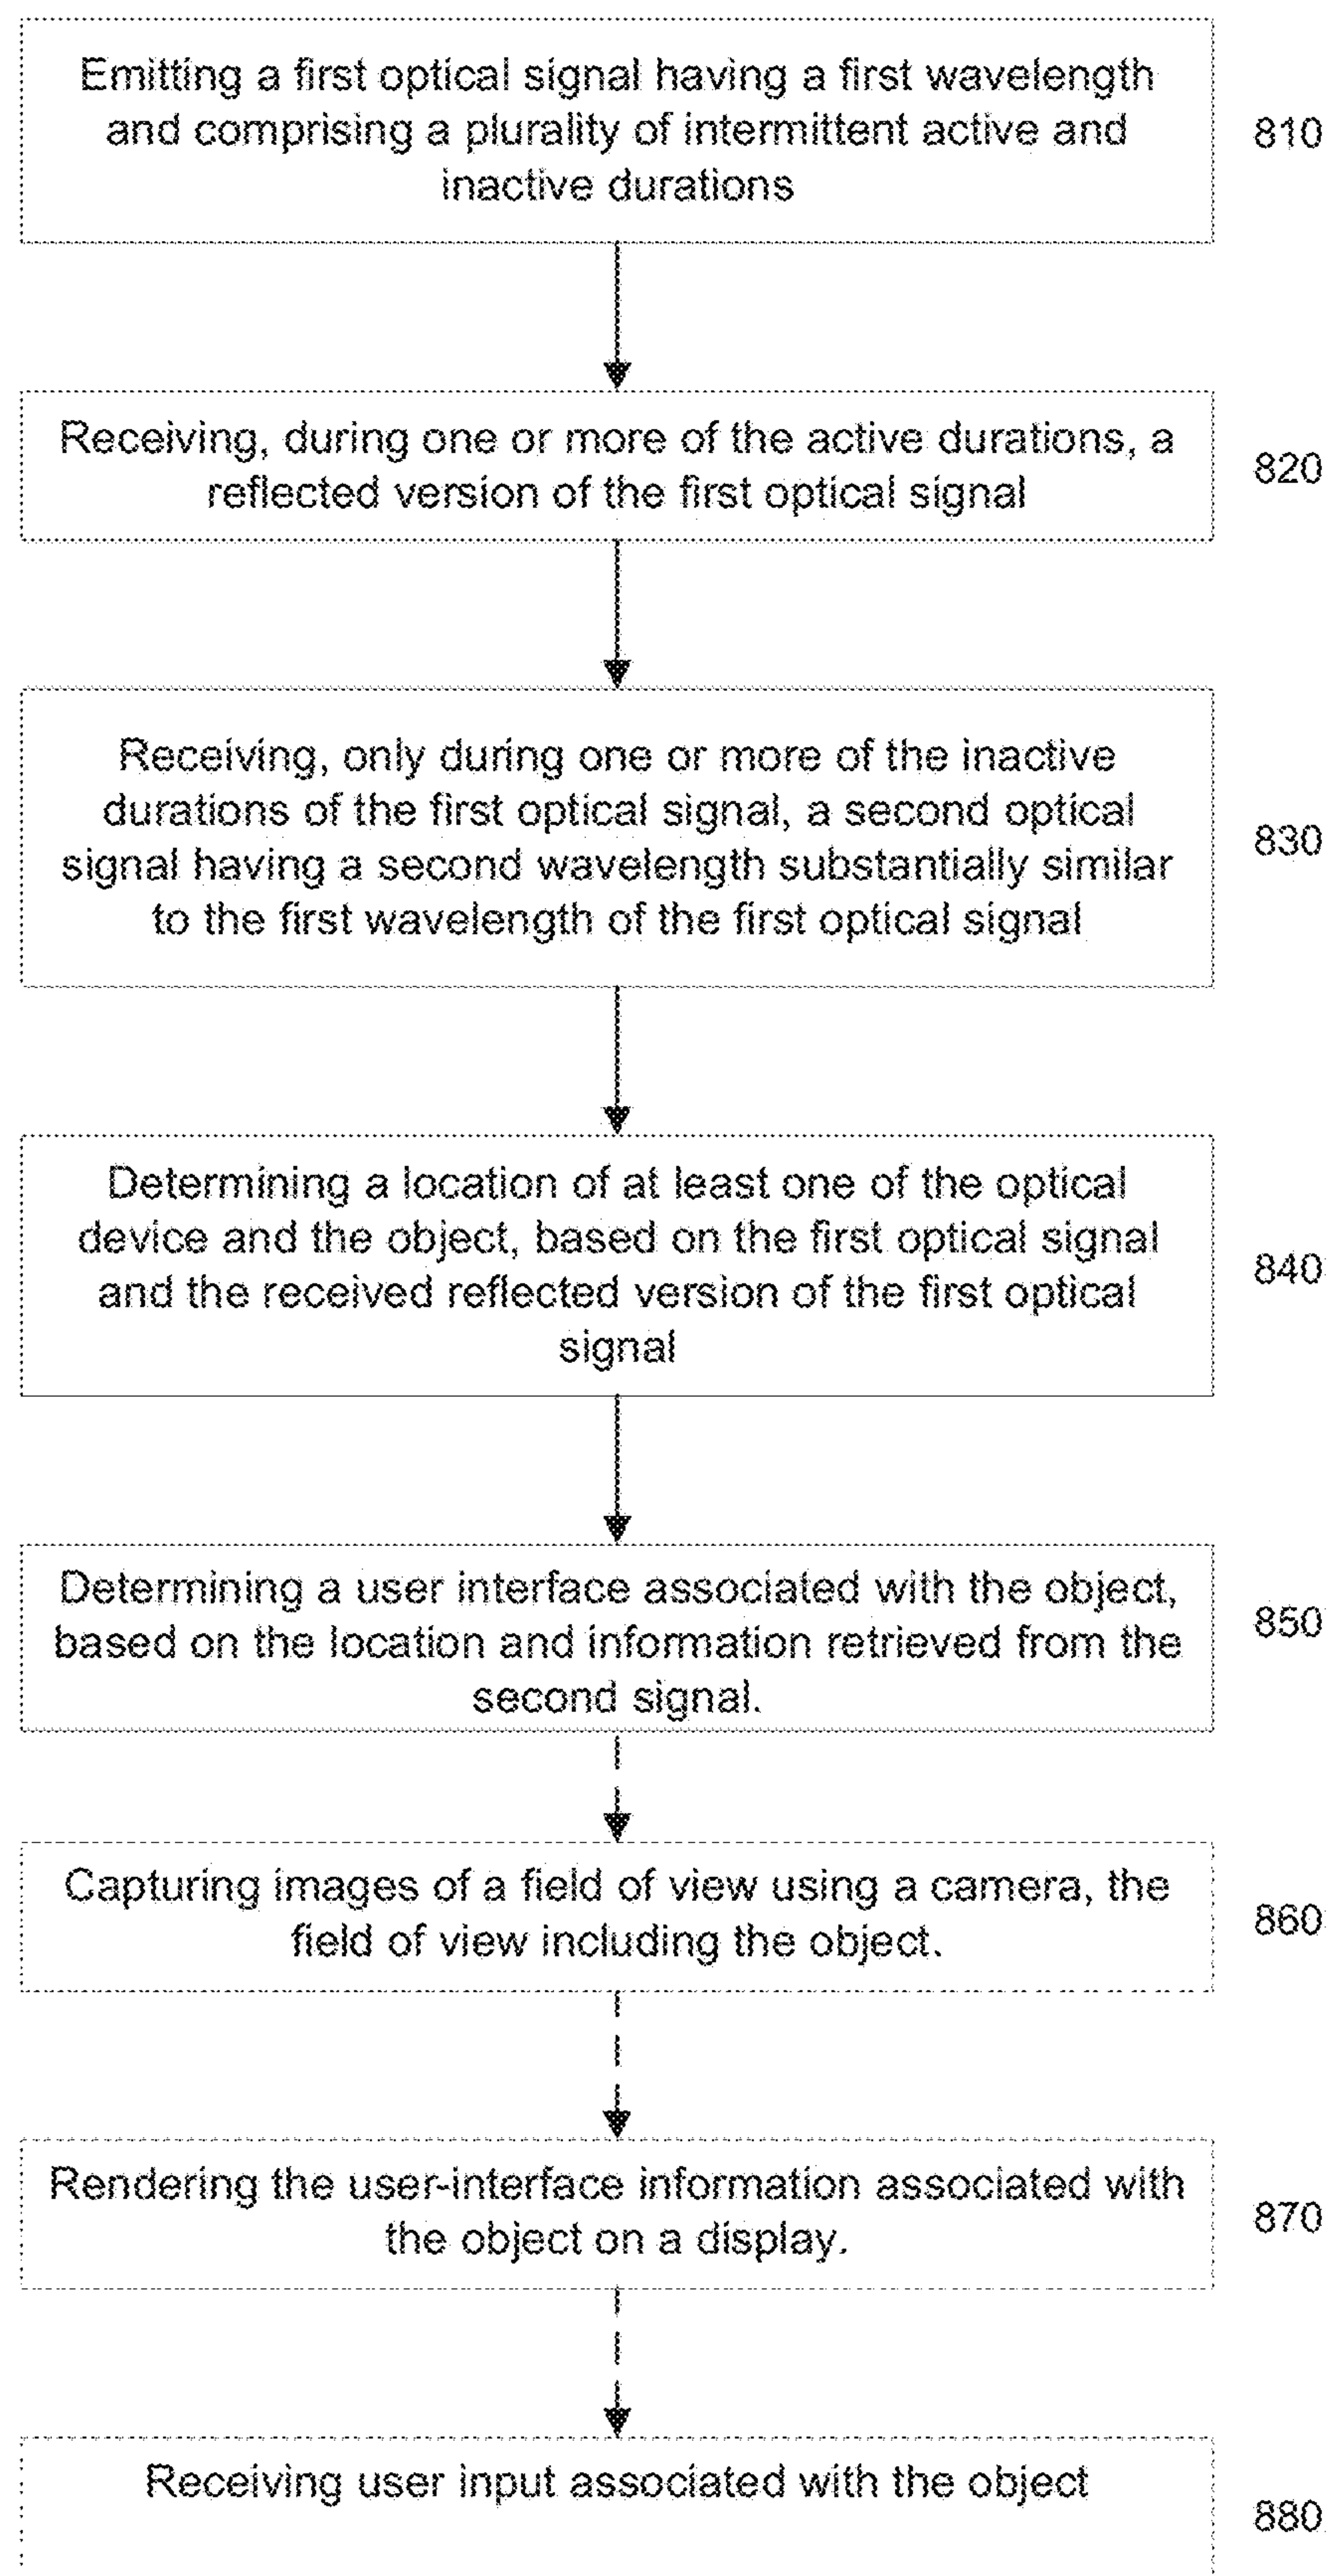 Emitting a first optical signal having a first wavelength
and comprising a plurality of intermittent active and
inactive durations
810
Receiving, during one or more of the active durations, a
reflected version of the first optical signal
820
Receiving, only during one or more of the inactive
durations of the first optical signal, a second optical
signal having a second wavelength substantially similar
to the first wavelength of the first optical signal
830
Determining a location of at least one of the optical
device and the object, based on the first optical signal
and the received reflected version of the first optical
signal
840
Determining a user interface associated with the object,
based on the location and information retrieved from the
second signal.
850
Capturing images of a field of view using a camera, the
field of view including the object.
860
Rendering the user-interface information associated with
the object on a display.
870
Receiving user input associated with the object
880